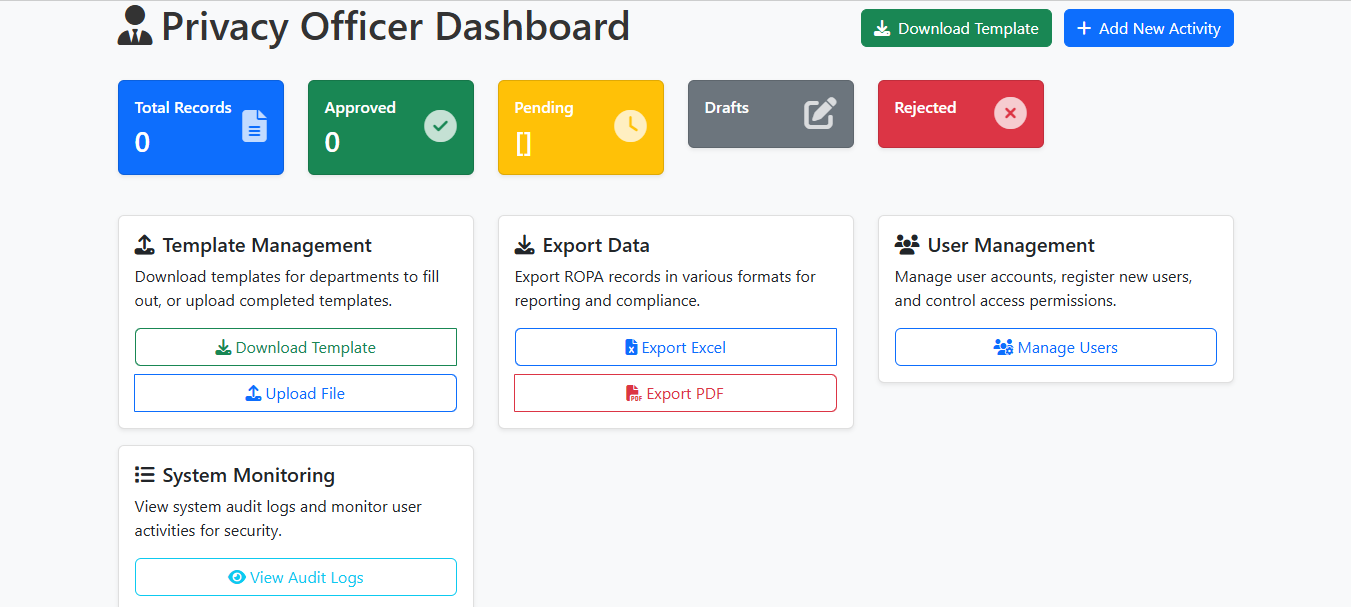 Privacy Officer Dashboard
Download Template
Add New Activity
Total Records
0
Approved
0
Pending
[]
Drafts
Rejected
Template Management
Download templates for departments to fill
out, or upload completed templates.
Download Template
Upload File
Export Data
Export ROPA records in various formats for
reporting and compliance.
Export Excel
Export PDF
User Management
Manage user accounts, register new users,
and control access permissions.
Manage Users
System Monitoring
View system audit logs and monitor user
activities for security.
View Audit Logs